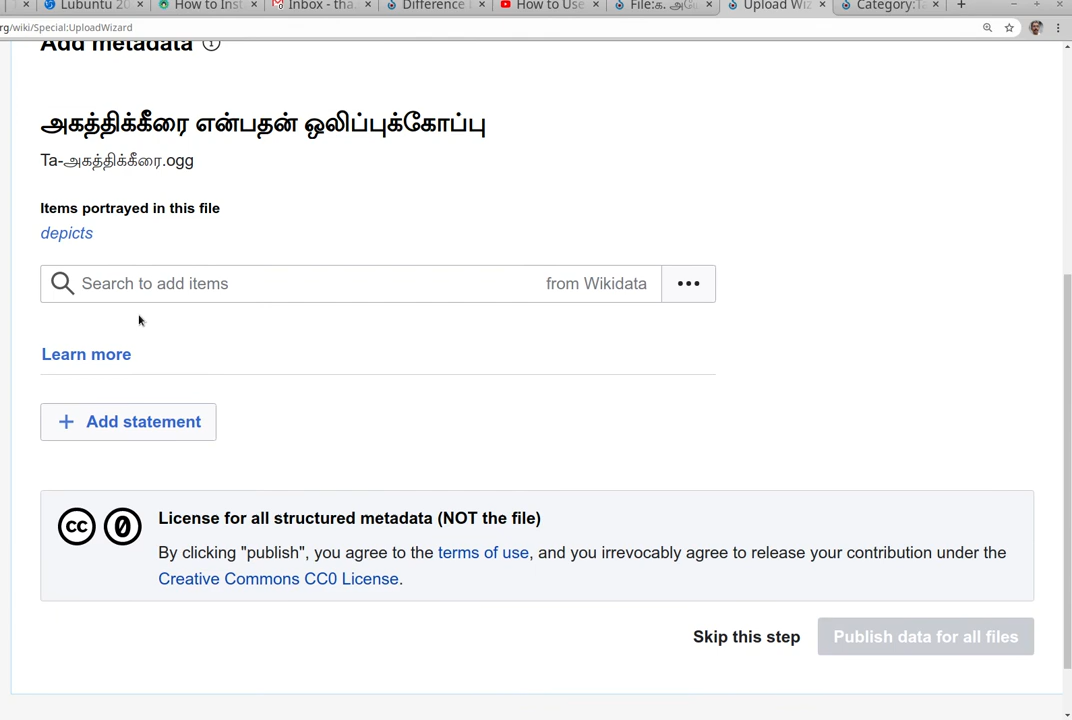 Lubuntu 20
How to Inst
Inbox - tha
Difference
How to Use
Upload Wiz
rg/wiki/Special:UploadWizard
Add metadata
அகத்திக்கீரை என்பதன் ஒலிப்புக்கோப்பு
Ta-அகத்திக்கீரை.ogg
Items portrayed in this file
depicts
Search to add items from Wikidata
Learn more
Add statement
License for all structured metadata (NOT the file)
By clicking "publish", you agree to the terms of use, and you irrevocably agree to release your contribution under the
Creative Commons CC0 License.
Skip this step
Publish data for all files